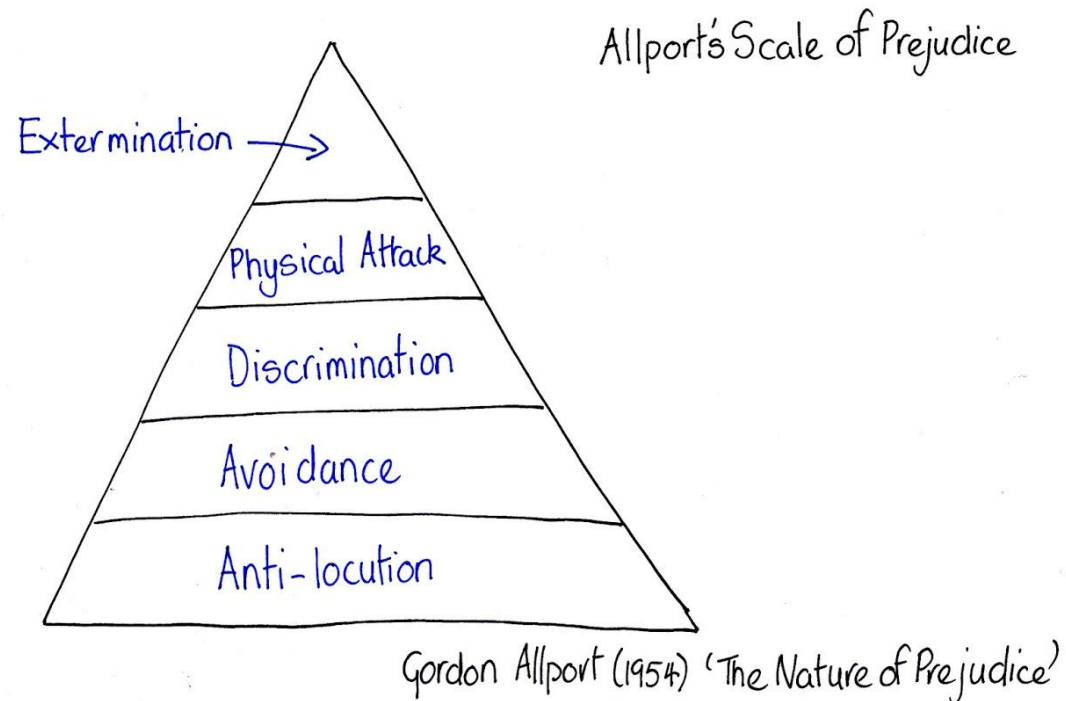 Allport's Scale of Prejudice
Extermination
Physical Attack
Discrimination
Avoidance
Anti-locution
Gordon Allport (1954) 'The Nature of Prejudice'